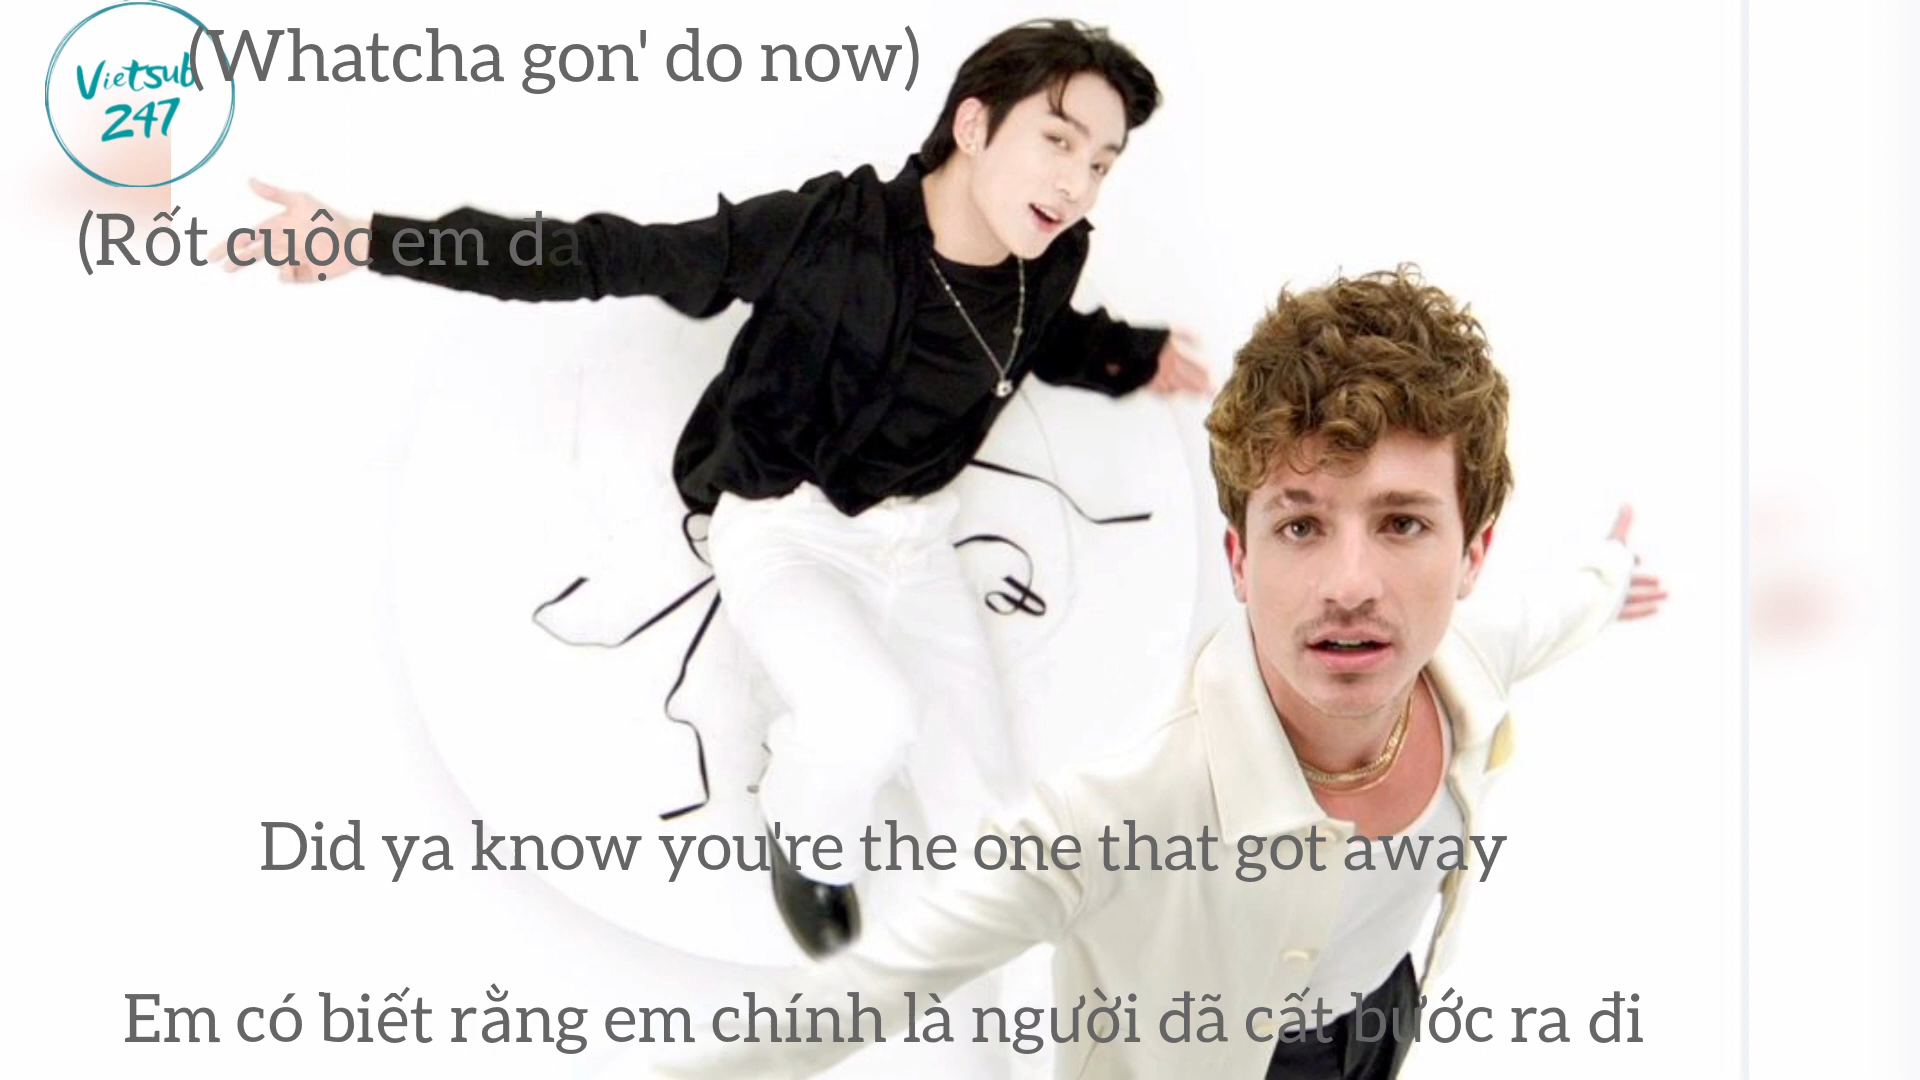 Vietsub
247
(Whatcha gon' do now)
(Rốt cuộc em đa
Did ya know you're the one that got away
Em có biết rằng em chính là người đã cất bước ra đi